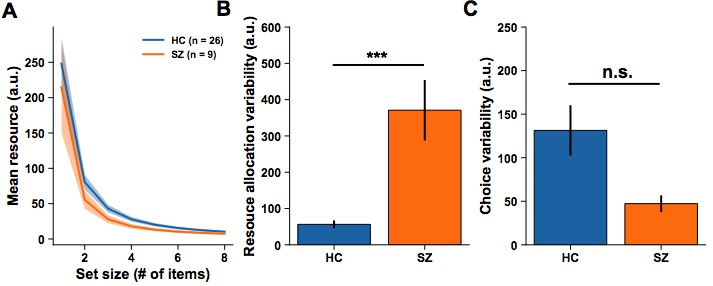 A
HC (n = 26)
SZ (n = 9)
Mean resource (a.u.)
250
200
150
100
50
0
2
4
6
8
Set size (# of items)
B
Resouce allocation variability (a.u.)
600
500
400
300
200
100
0
***
HC
SZ
C
Choice variability (a.u.)
250
200
150
100
50
0
n.s.
HC
SZ